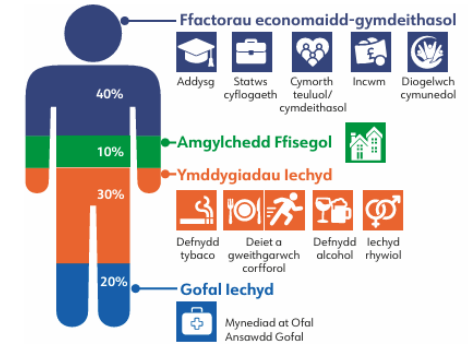 Ffactorau economaidd-gymdeithasol
40%
Addysg
Statws
cyflogaeth
Cymorth
teuluol/
cymdeithasol
Incwm
Diogelwch
cymunedol
10%
Amgylchedd Ffisegol
Ymddygiadau Iechyd
30%
Defnydd
tybaco
Deiet a
gweithgarwch
corfforol
Defnydd
alcohol
Iechyd
rhywiol
20%
Gofal Iechyd
Mynediad at Ofal
Ansawdd Gofal